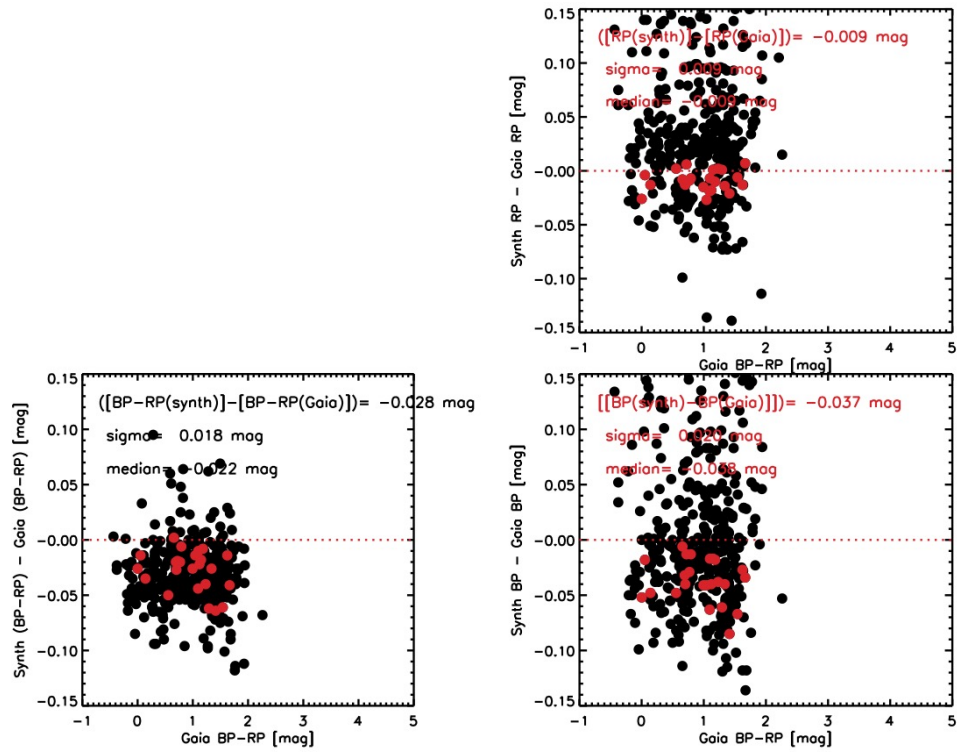 ([RP(synth)]-[RP(Gaia)])= -0.009 mag
sigma= 0.009 mag
median= -0.009 mag
0.15
0.10
0.05
-0.00
-0.05
-0.10
-0.15
Synth RP - Gaia RP [mag]
-1 0 1 2 3 4 5
Gaia BP-RP [mag]
([BP-RP(synth)]-[BP-RP(Gaia)])= -0.028 mag
sigma= 0.018 mag
median= -0.022 mag
0.15
0.10
0.05
-0.00
-0.05
-0.10
-0.15
Synth (BP-RP) - Gaia (BP-RP) [mag]
-1 0 1 2 3 4 5
Gaia BP-RP [mag]
[[BP(synth)-BP(Gaia)]])= -0.037 mag
sigma= 0.020 mag
median= -0.038 mag
0.15
0.10
0.05
-0.00
-0.05
-0.10
-0.15
Synth BP - Gaia BP [mag]
-1 0 1 2 3 4 5
Gaia BP-RP [mag]